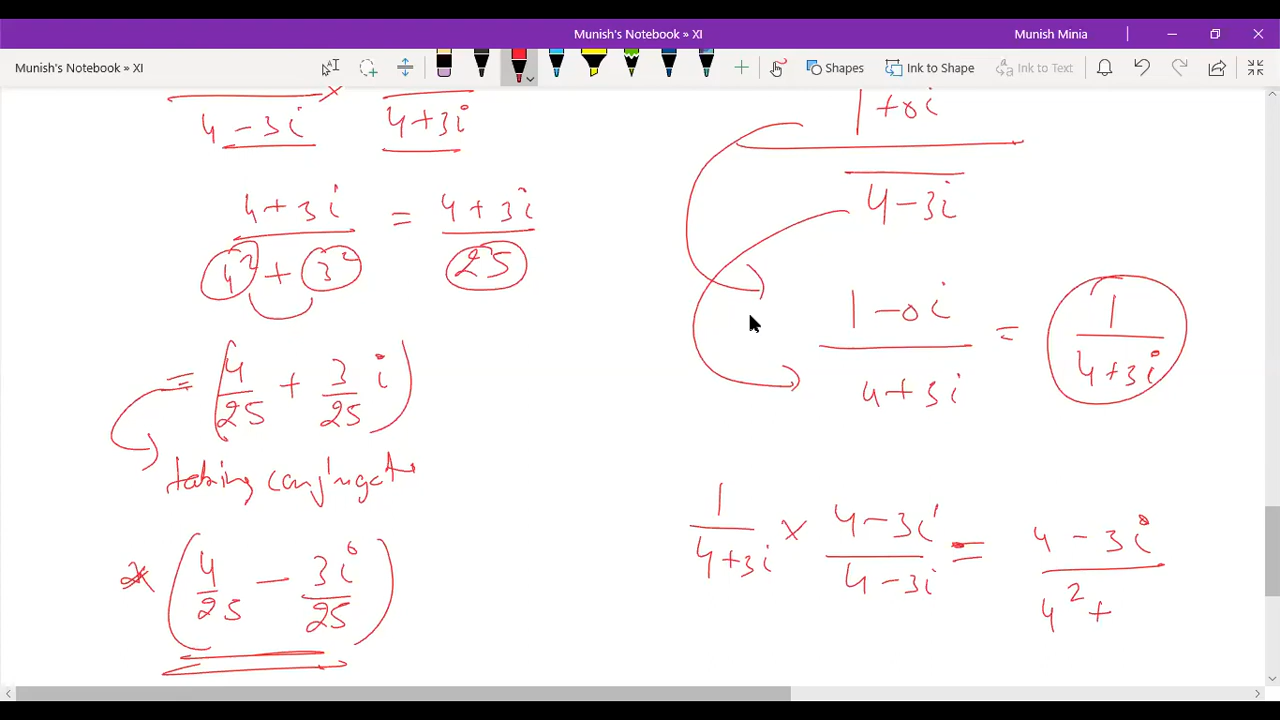 Munish's Notebook » XI
Munish Minia
Munish's Notebook » XI
Shapes
Ink to Shape
Ink to Text
×
4 - 3i
4+3i
4+3i / 4² + 3² = 4+3i / 25
= (4/25 + 3/25 i)
taking conjugate
(4/25 - 3i/25)
1+0i / 4-3i
1-0i / 4+3i = 1 / 4+3i
1 / 4+3i × 4-3i / 4-3i = 4-3i / 4² +